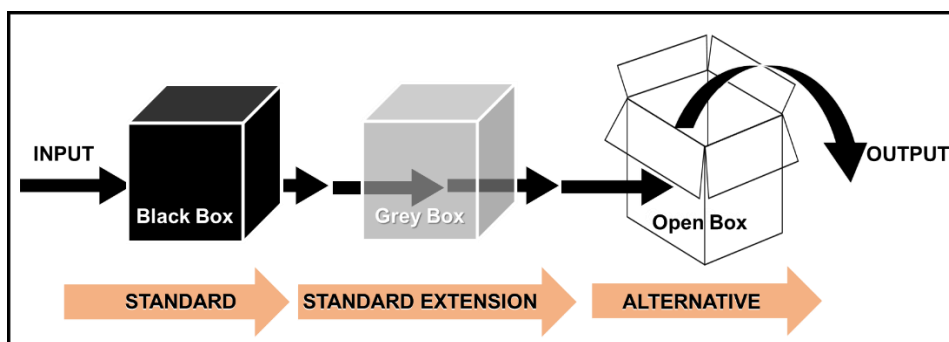 INPUT
Black Box
Grey Box
Open Box
OUTPUT
STANDARD
STANDARD EXTENSION
ALTERNATIVE